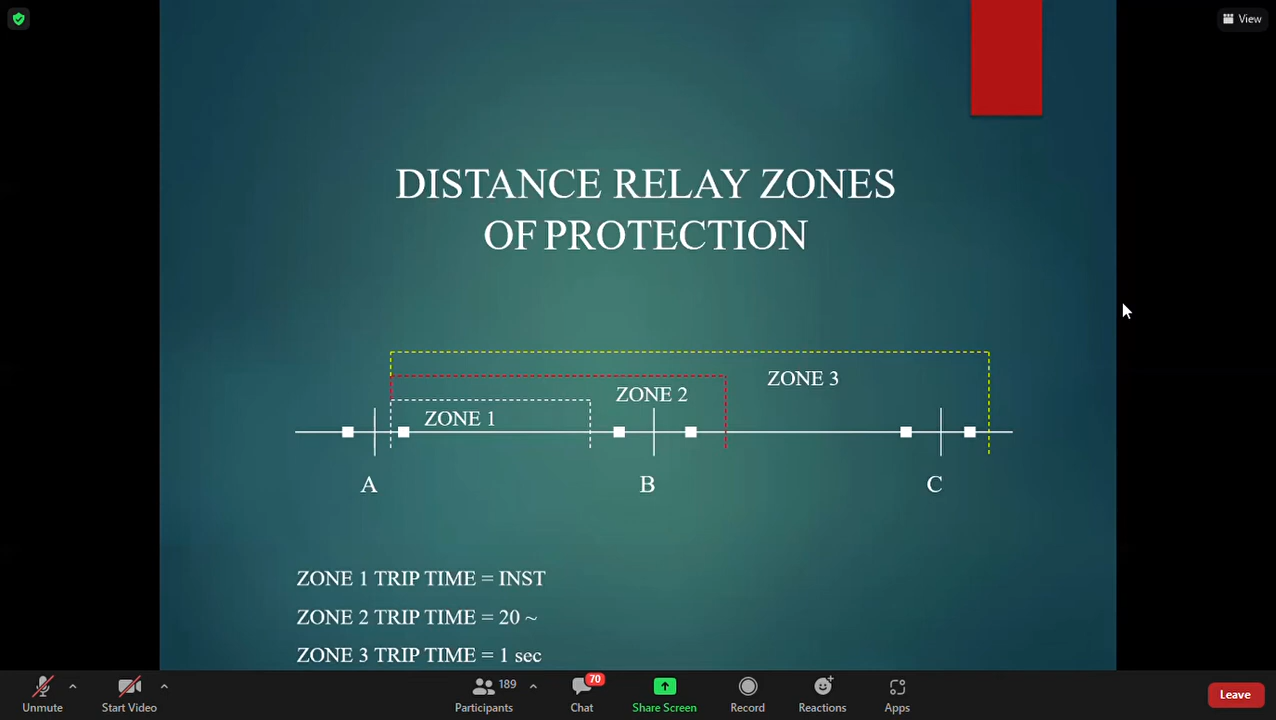 View
DISTANCE RELAY ZONES
OF PROTECTION
ZONE 3
ZONE 2
ZONE 1
A
B
C
ZONE 1 TRIP TIME = INST
ZONE 2 TRIP TIME = 20 ~
ZONE 3 TRIP TIME = 1 sec
Unmute
Start Video
189
Participants
70
Chat
Share Screen
Record
Reactions
Apps
Leave